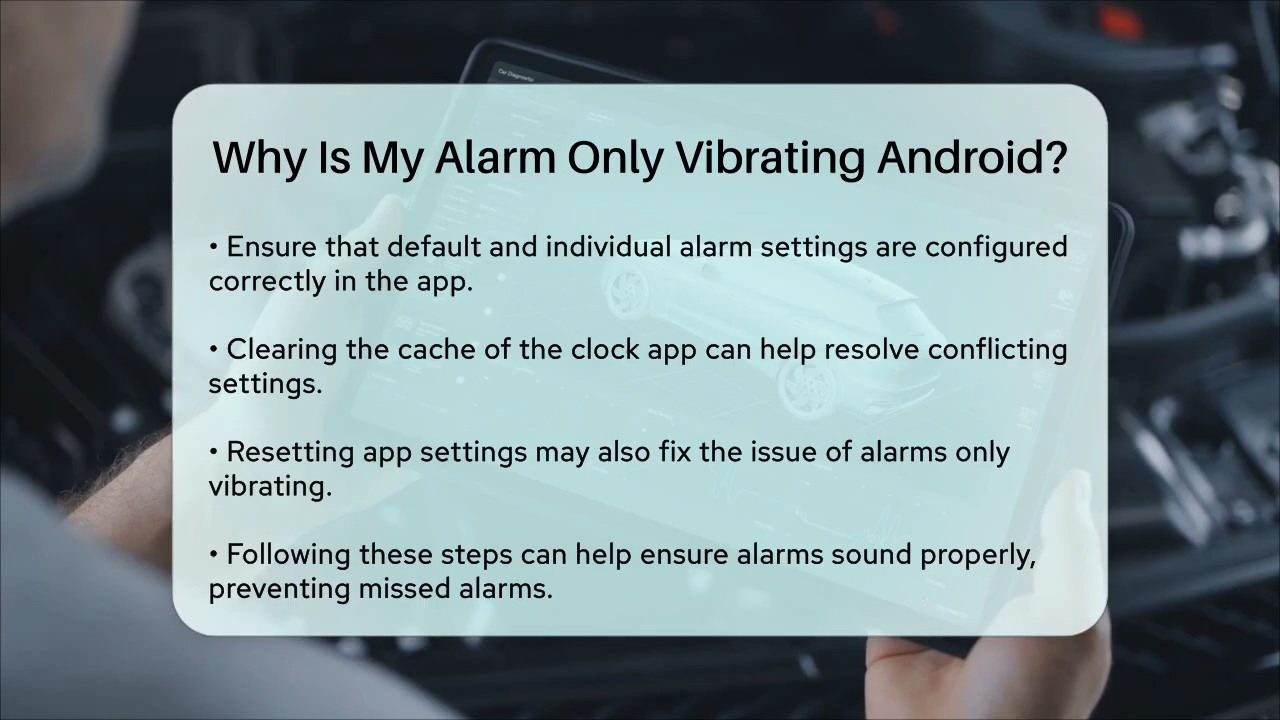 Car Diagnostic
Why Is My Alarm Only Vibrating Android?
• Ensure that default and individual alarm settings are configured
correctly in the app.
• Clearing the cache of the clock app can help resolve conflicting
settings.
• Resetting app settings may also fix the issue of alarms only
vibrating.
• Following these steps can help ensure alarms sound properly,
preventing missed alarms.